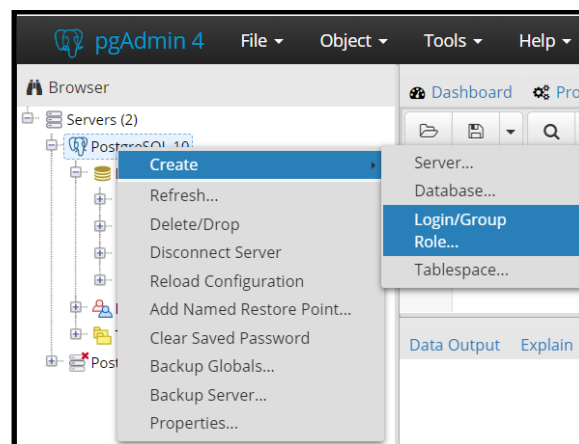 pgAdmin 4 File Object Tools Help
Browser
Dashboard
Servers (2)
PostgreSQL 10
Create
Refresh...
Delete/Drop
Disconnect Server
Reload Configuration
Add Named Restore Point...
Clear Saved Password
Backup Globals...
Backup Server...
Properties...
Server...
Database...
Login/Group
Role...
Tablespace...
Data Output Explain